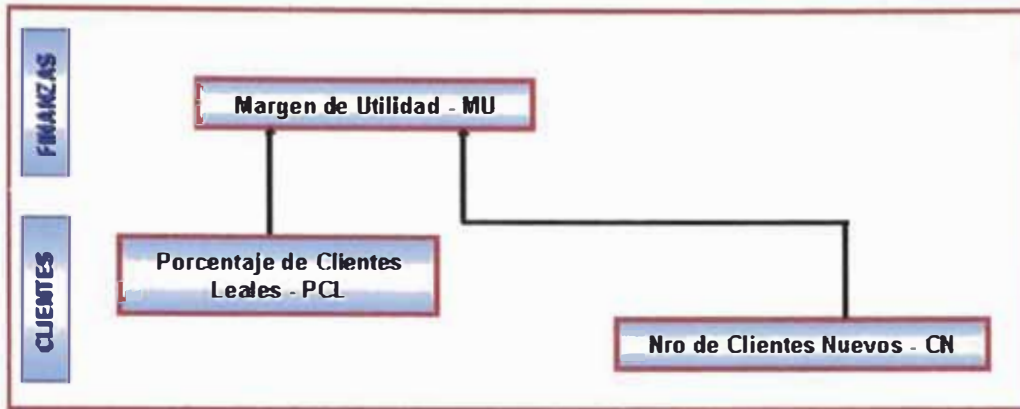 FINANZAS
Margen de Utilidad - MU
Porcentaje de Clientes
Leales - PCL
CLIENTES
Nro de Clientes Nuevos - CN